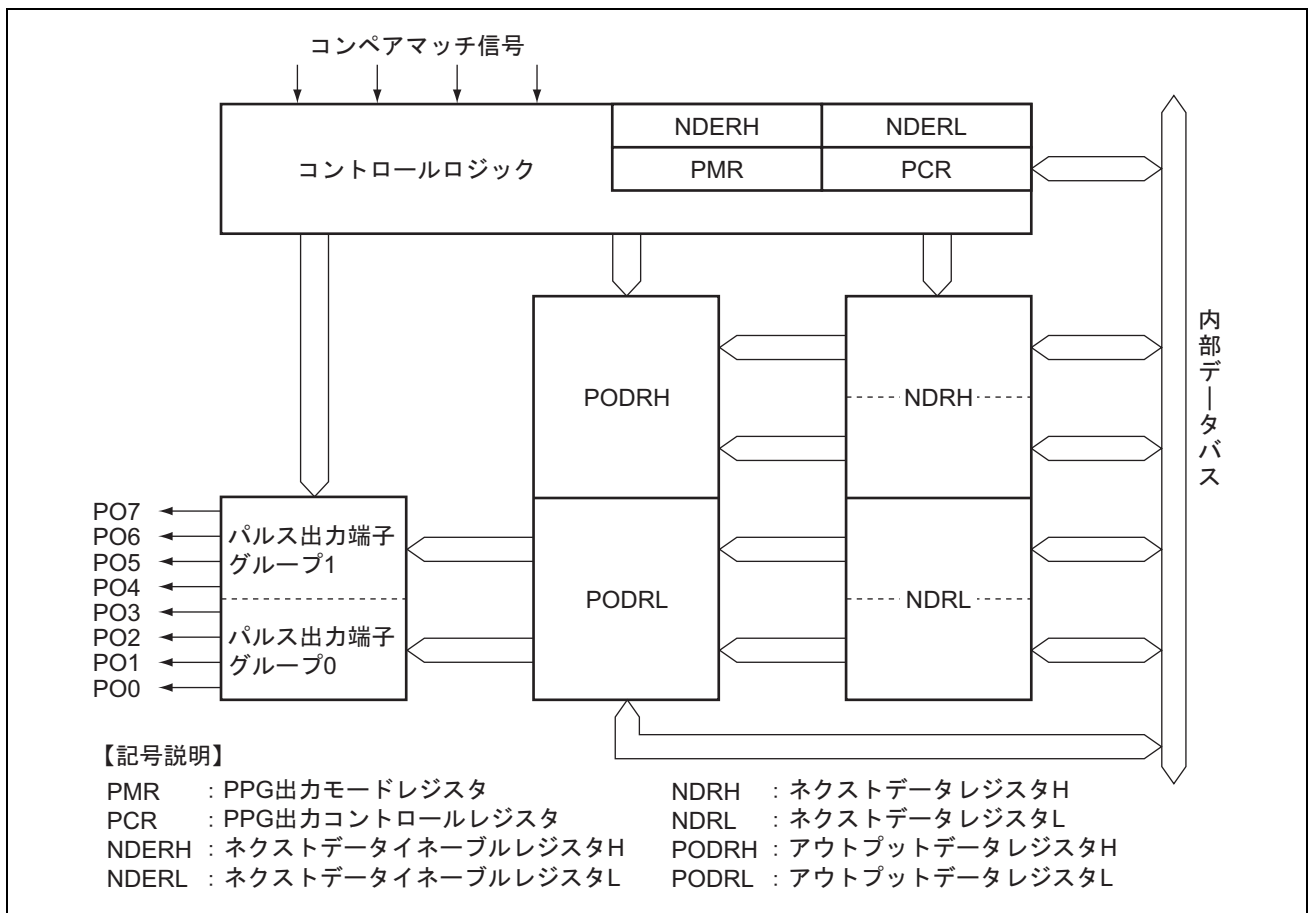 コンペアマッチ信号
コントロールロジック
NDERH
NDERL
PMR
PCR
内部データバス
PODRH
NDRH
PODRL
NDRL
PO7
PO6
PO5
PO4
PO3
PO2
PO1
PO0
パルス出力端子
グループ1
パルス出力端子
グループ0
【記号説明】
PMR : PPG出力モードレジスタ
PCR : PPG出力コントロールレジスタ
NDERH : ネクストデータイネーブルレジスタH
NDERL : ネクストデータイネーブルレジスタL
NDRH : ネクストデータレジスタH
NDRL : ネクストデータレジスタL
PODRH : アウトプットデータレジスタH
PODRL : アウトプットデータレジスタL